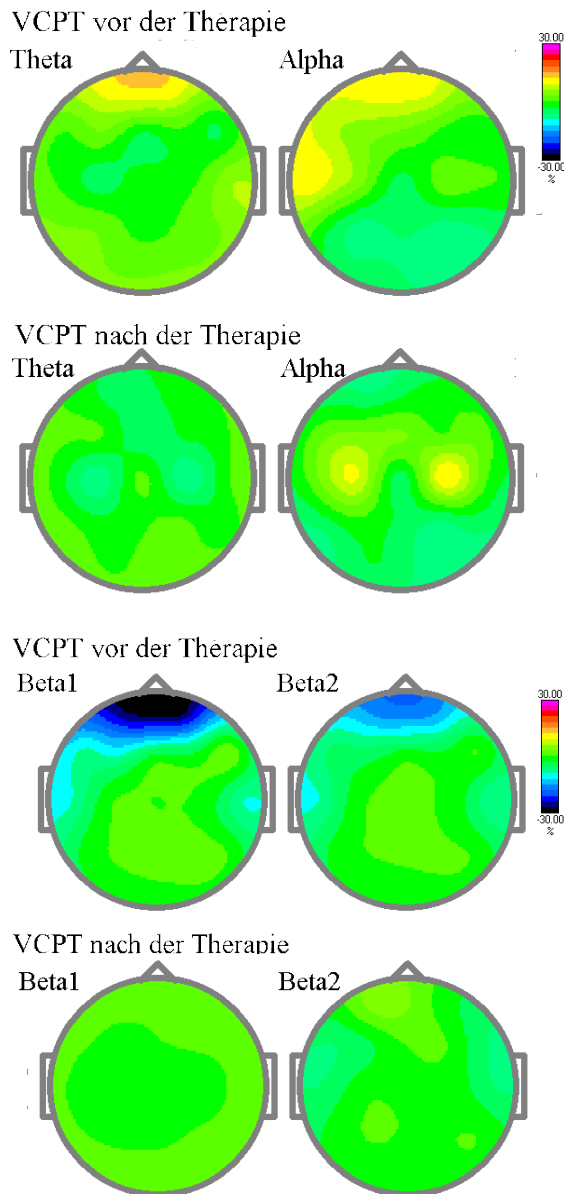 VCPT vor der Therapie
Theta
Alpha
30.00
-30.00
%
VCPT nach der Therapie
Theta
Alpha
VCPT vor der Therapie
Beta1
Beta2
30.00
-30.00
%
VCPT nach der Therapie
Beta1
Beta2